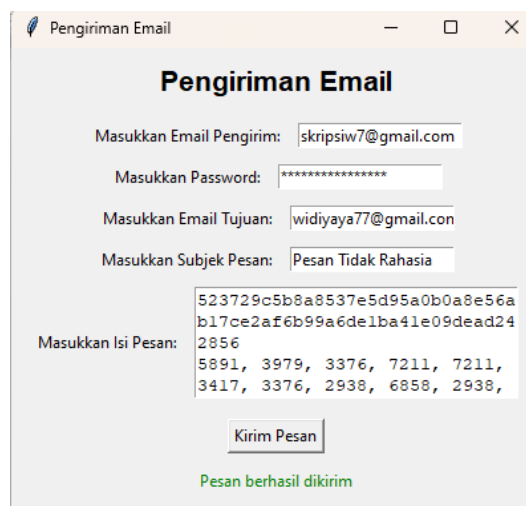 Pengiriman Email
Pengiriman Email
Masukkan Email Pengirim: skripsiw7@gmail.com
Masukkan Password: ****************
Masukkan Email Tujuan: widiyaya77@gmail.con
Masukkan Subjek Pesan: Pesan Tidak Rahasia
523729c5b8a8537e5d95a0b0a8e56a
b17ce2af6b99a6de1ba41e09dead24
2856
Masukkan Isi Pesan: 5891, 3979, 3376, 7211, 7211,
3417, 3376, 2938, 6858, 2938,
Kirim Pesan
Pesan berhasil dikirim